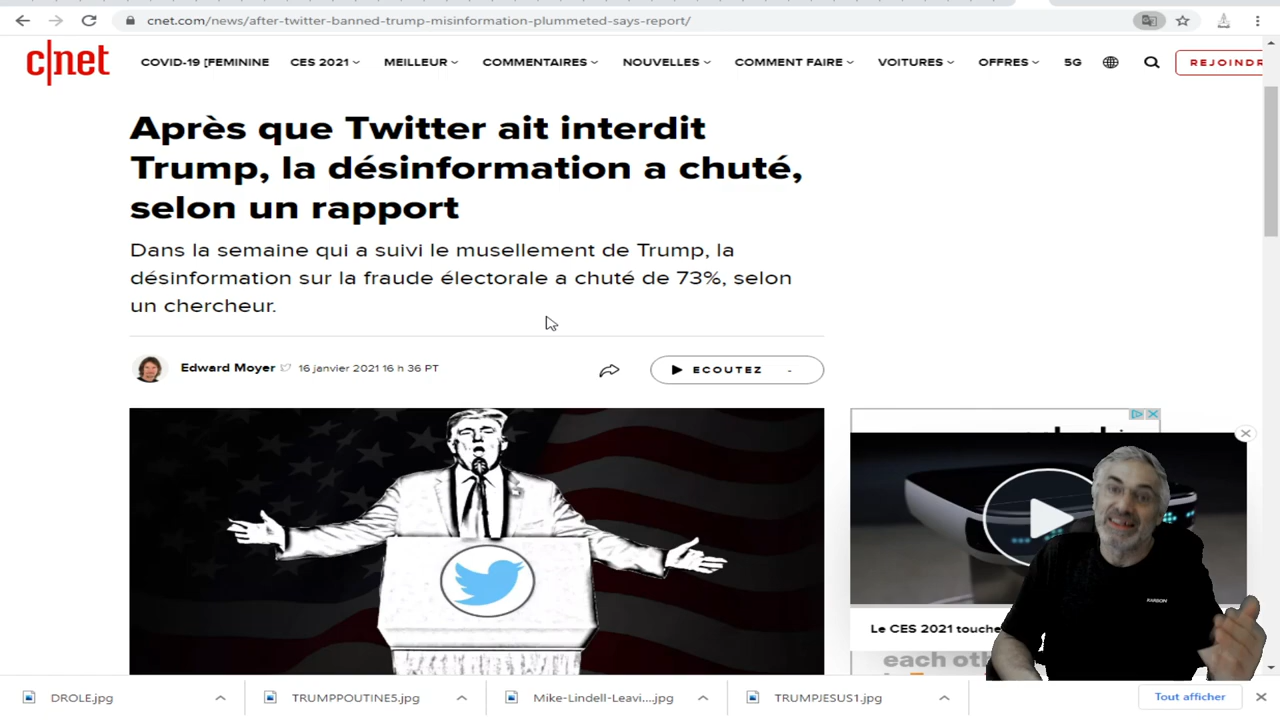 cnet.com/news/after-twitter-banned-trump-misinformation-plummeted-says-report/
c|net
COVID-19 [FEMININE CES 2021 MEILLEUR COMMENTAIRES NOUVELLES COMMENT FAIRE VOITURES OFFRES 5G REJOINDR
Après que Twitter ait interdit
Trump, la désinformation a chuté,
selon un rapport
Dans la semaine qui a suivi le musellement de Trump, la
désinformation sur la fraude électorale a chuté de 73%, selon
un chercheur.
Edward Moyer 16 janvier 2021 16 h 36 PT
ECOUTEZ -
Le CES 2021 touche
each oth
DROLE.jpg TRUMPPOUTINE5.jpg Mike-Lindell-Leavi....jpg TRUMPJESUS1.jpg Tout afficher